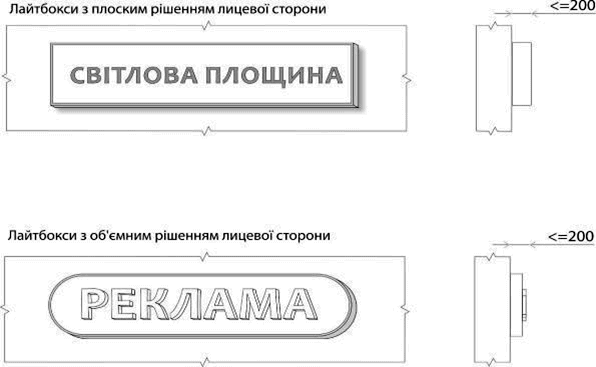 Лайтбокси з плоским рішенням лицевої сторони
<=200
СВІТЛОВА ПЛОЩИНА
Лайтбокси з об'ємним рішенням лицевої сторони
<=200
РЕКЛАМА